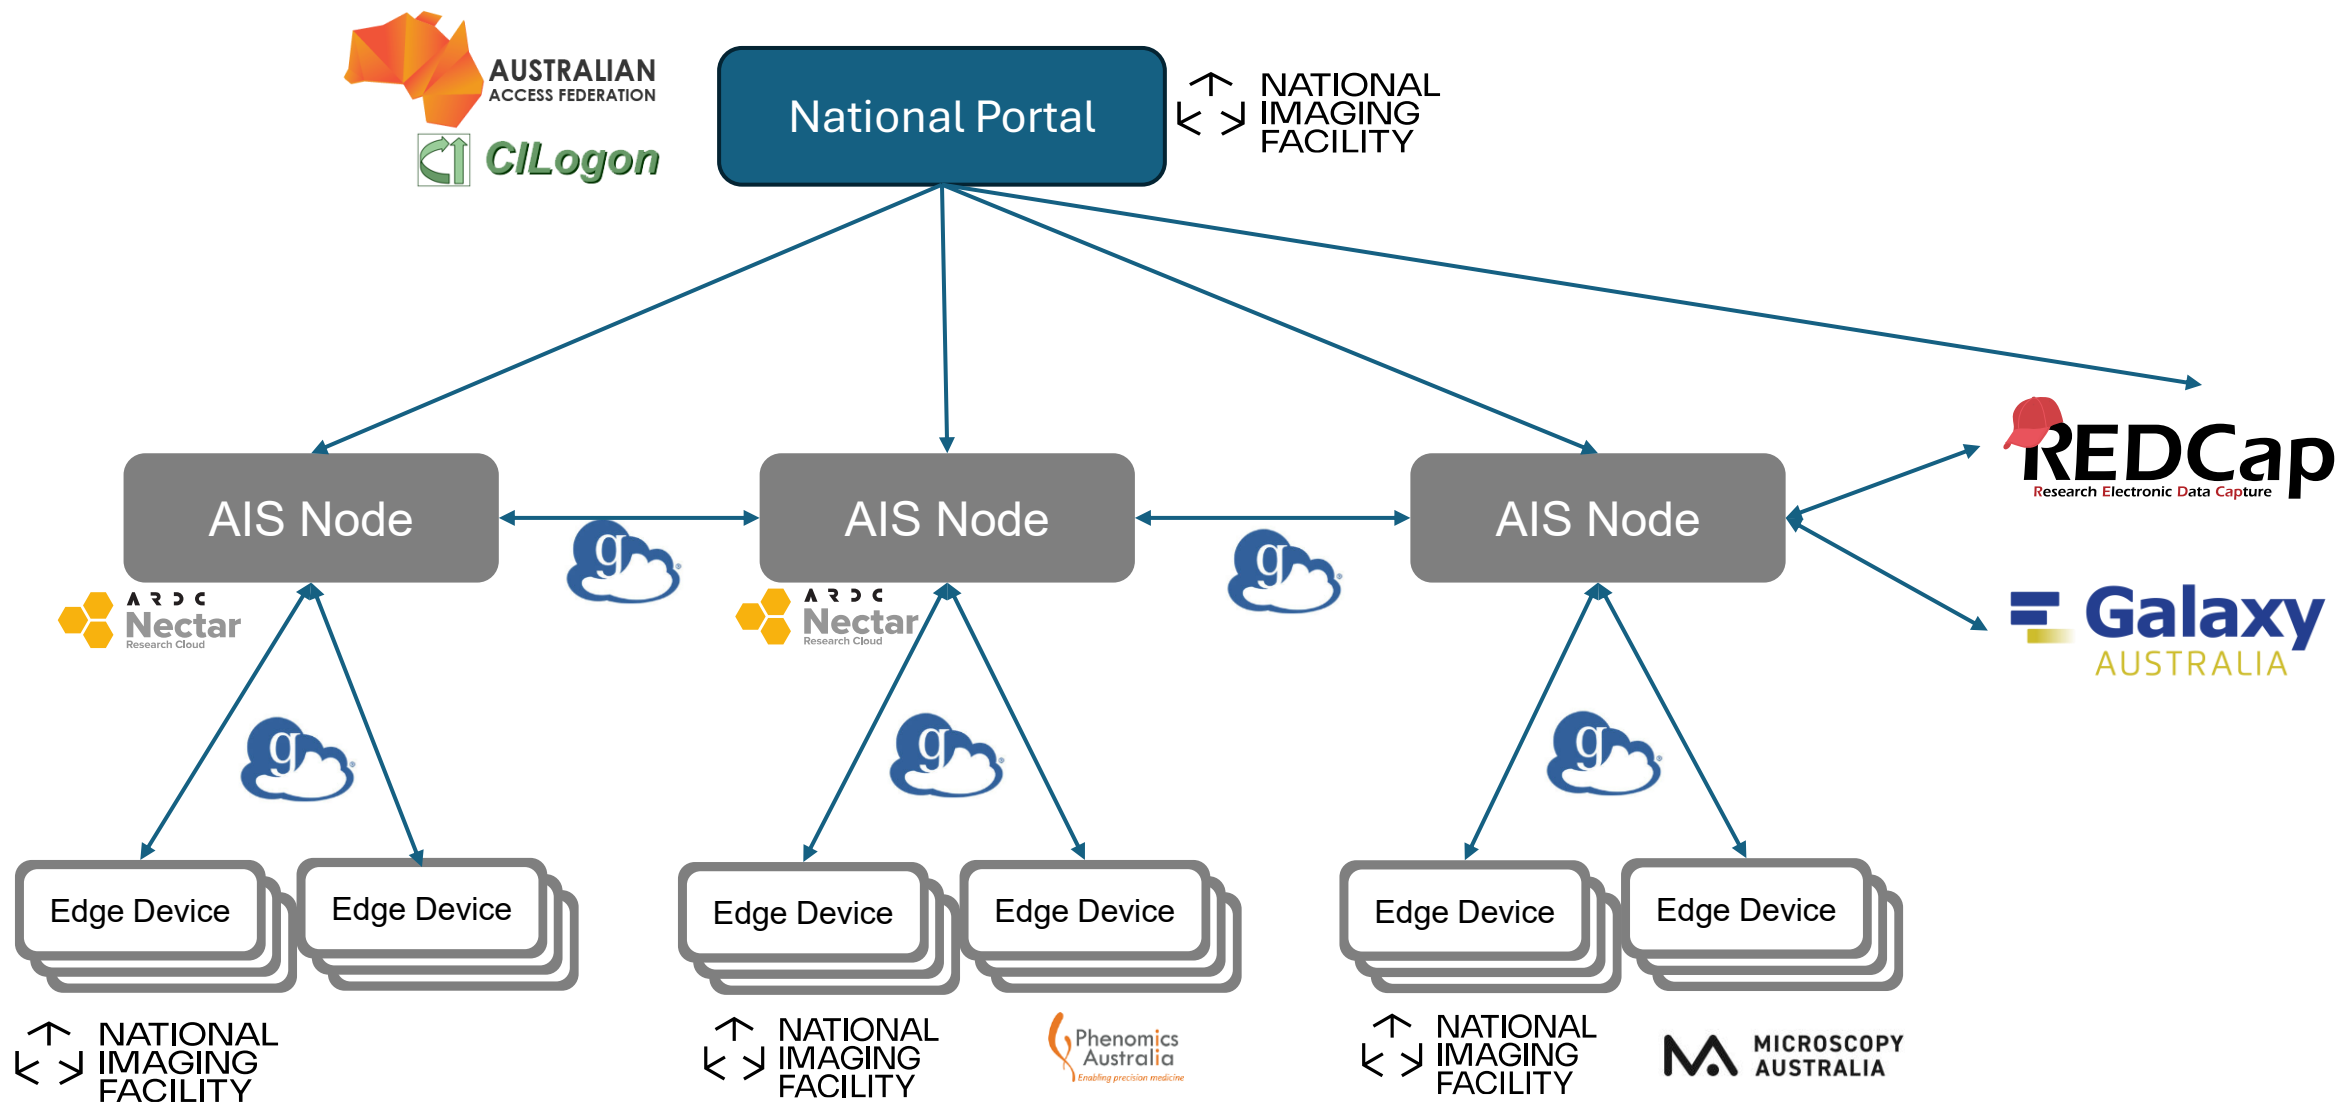 AUSTRALIAN
ACCESS FEDERATION
CILogon
National Portal
NATIONAL
IMAGING
FACILITY
AIS Node
AIS Node
AIS Node
REDCap
Research Electronic Data Capture
g
g
ARDC
Nectar
Research Cloud
ARDC
Nectar
Research Cloud
Galaxy
AUSTRALIA
g
g
g
Edge Device
Edge Device
Edge Device
Edge Device
Edge Device
Edge Device
NATIONAL
IMAGING
FACILITY
NATIONAL
IMAGING
FACILITY
Phenomics
Australia
Enabling precision medicine
NATIONAL
IMAGING
FACILITY
MICROSCOPY
AUSTRALIA